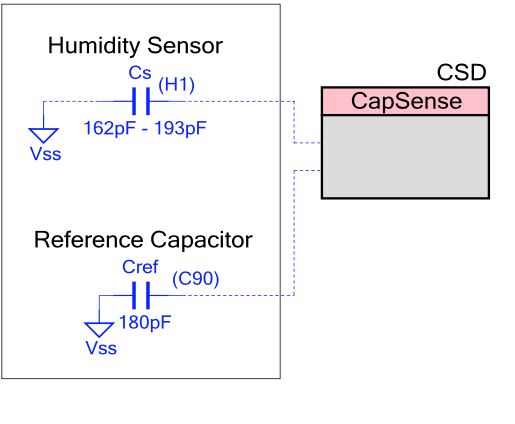 Humidity Sensor
Cs
(H1)
162pF - 193pF
Vss
CSD
CapSense
Reference Capacitor
Cref
(C90)
180pF
Vss